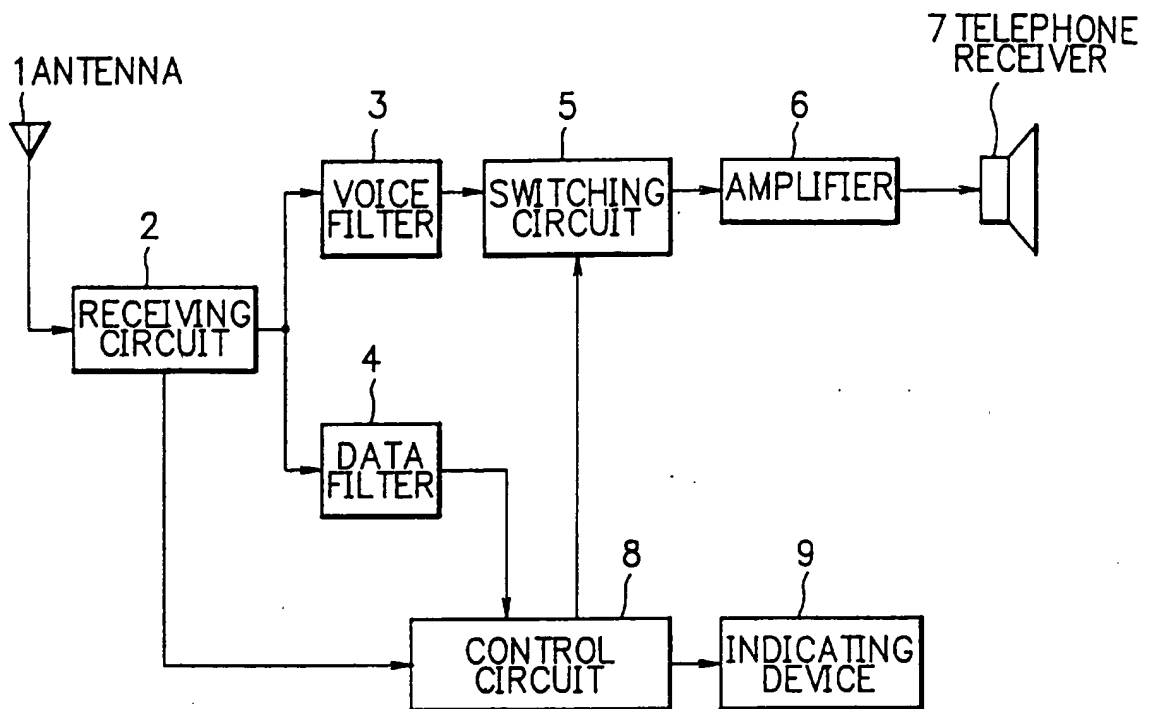 7 TELEPHONE
RECEIVER
1 ANTENNA
3
5
6
VOICE
FILTER
SWITCHING
CIRCUIT
AMPLIFIER
2
RECEIVING
CIRCUIT
4
DATA
FILTER
8
9
CONTROL
CIRCUIT
INDICATING
DEVICE